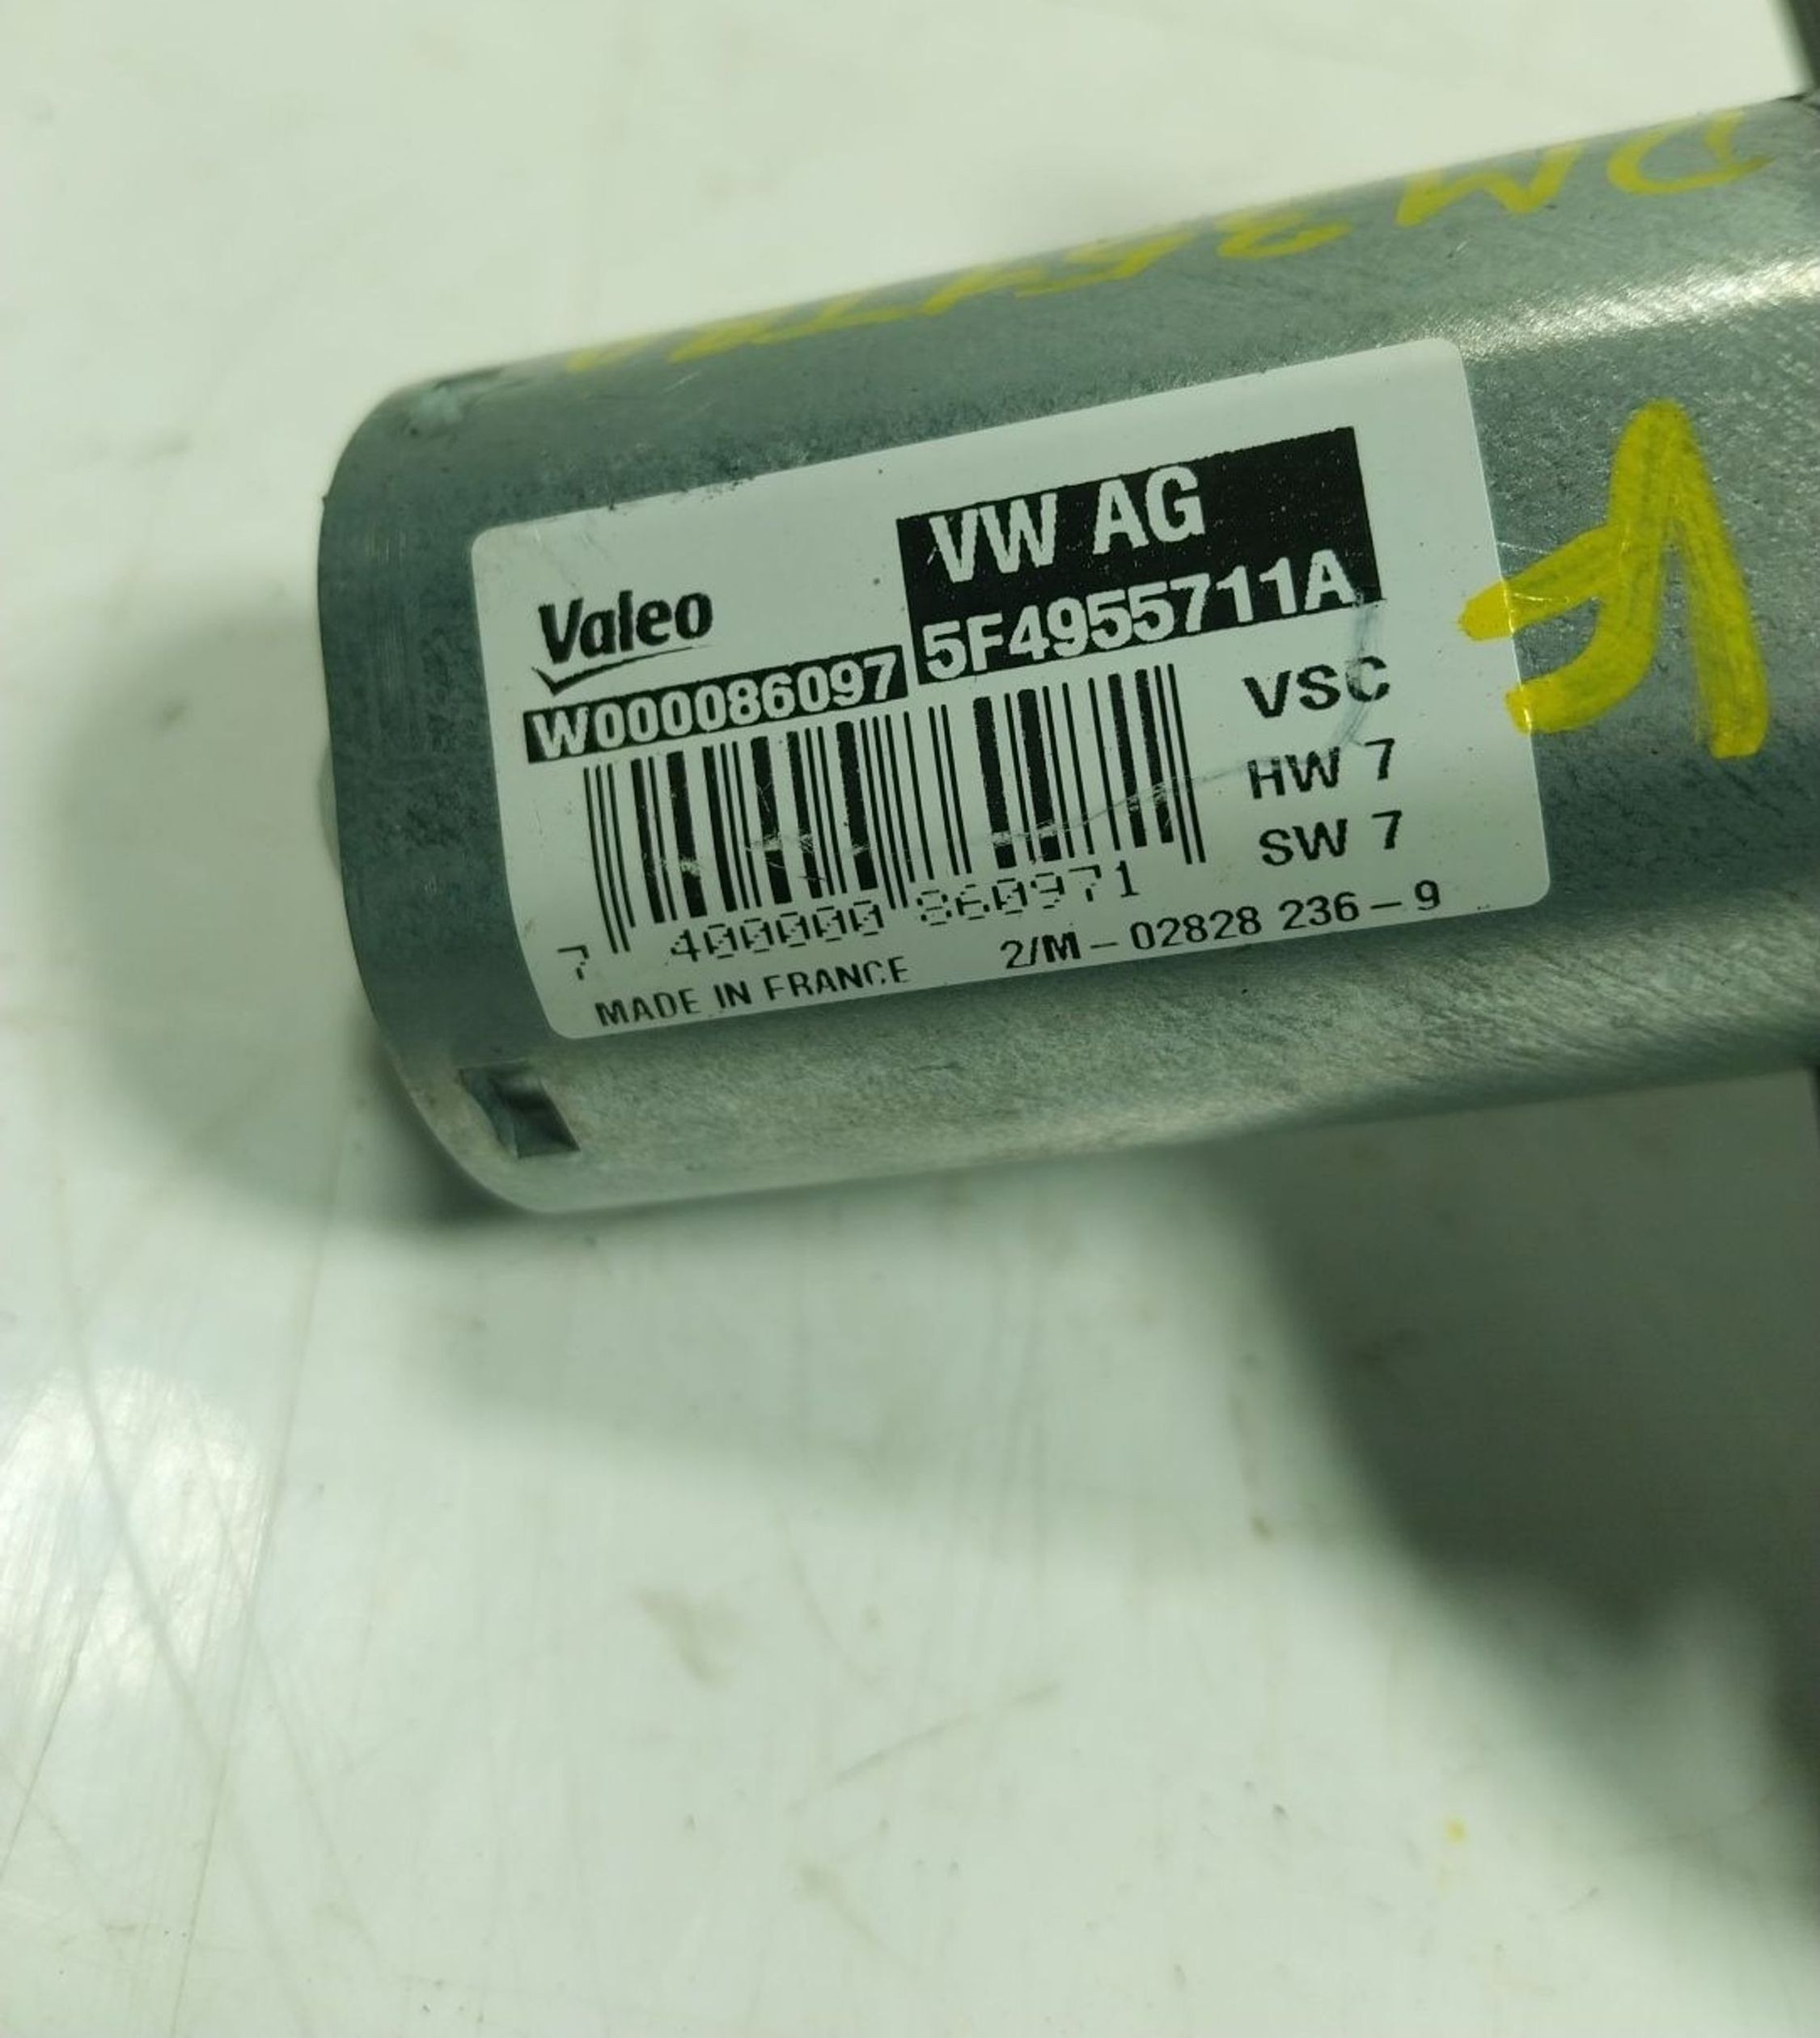 VW AG
Valeo
5F4955711A
W000086097
VSC
HW 7
SW 7
7 400000 860971
MADE IN FRANCE 2/M-02828 236-9